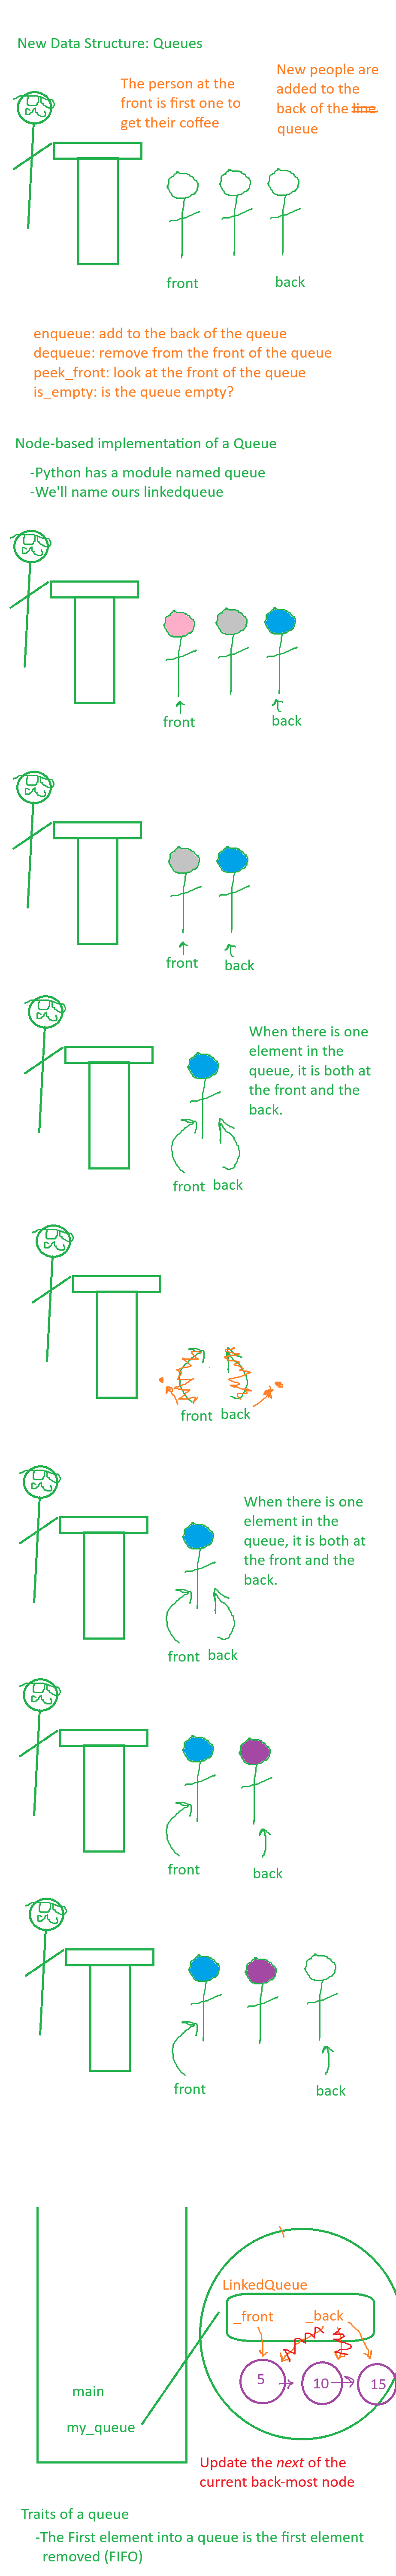 New Data Structure: Queues
The person at the
front is first one to
get their coffee
New people are
added to the
back of the line
queue
front
back
enqueue: add to the back of the queue
dequeue: remove from the front of the queue
peek_front: look at the front of the queue
is_empty: is the queue empty?
Node-based implementation of a Queue
-Python has a module named queue
-We'll name ours linkedqueue
front
back
front
back
When there is one
element in the
queue, it is both at
the front and the
back.
front back
front back
When there is one
element in the
queue, it is both at
the front and the
back.
front back
front
back
front
back
LinkedQueue
_front
_back
5
10
15
main
my_queue
Update the next of the
current back-most node
Traits of a queue
-The First element into a queue is the first element
removed (FIFO)